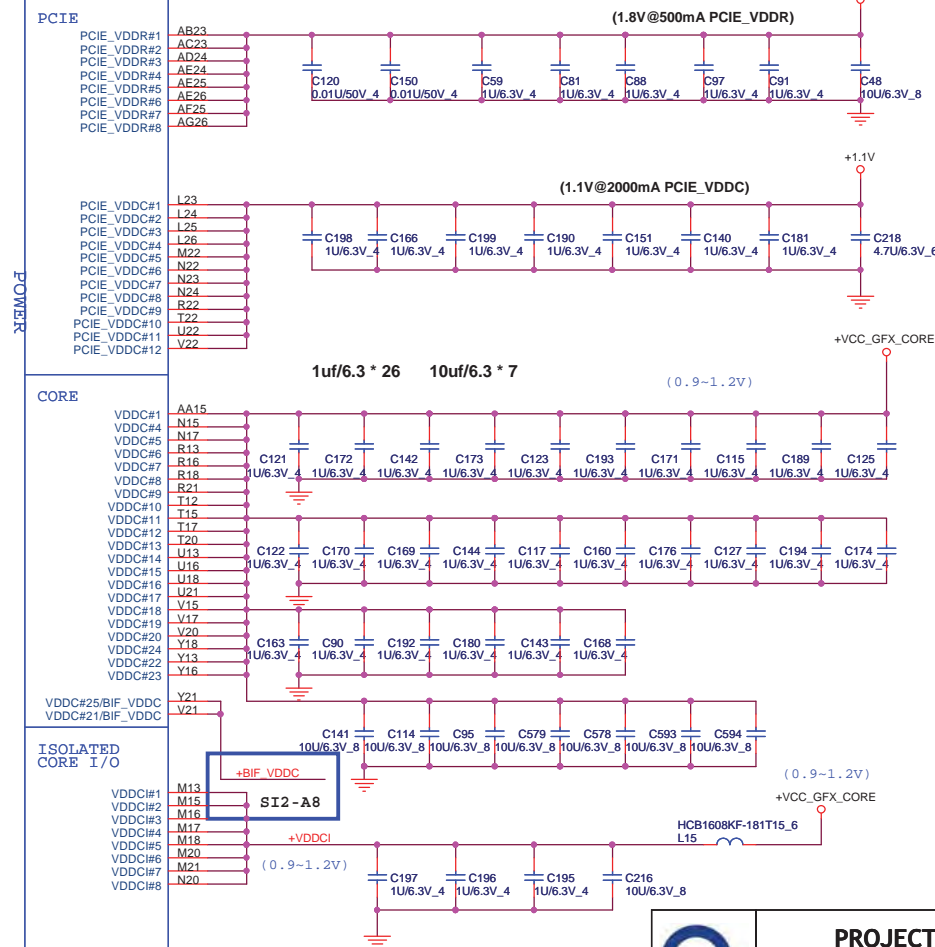 PCIE
(1.8V@500mA PCIE_VDDR)
PCIE_VDDR#1 AB23
PCIE_VDDR#2 AC23
PCIE_VDDR#3 AD24
PCIE_VDDR#4 AE24
PCIE_VDDR#5 AE25
PCIE_VDDR#6 AE26
PCIE_VDDR#7 AF25
PCIE_VDDR#8 AG26
C120 C150 C59 C81 C88 C97 C91 C48
0.01U/50V_4 0.01U/50V_4 1U/6.3V_4 1U/6.3V_4 1U/6.3V_4 1U/6.3V_4 1U/6.3V_4 10U/6.3V_8
+1.1V
(1.1V@2000mA PCIE_VDDC)
PCIE_VDDC#1 L23
PCIE_VDDC#2 L24
PCIE_VDDC#3 L25
PCIE_VDDC#4 L26
PCIE_VDDC#5 M22
PCIE_VDDC#6 N22
PCIE_VDDC#7 N23
PCIE_VDDC#8 N24
PCIE_VDDC#9 R22
PCIE_VDDC#10 T22
PCIE_VDDC#11 U22
PCIE_VDDC#12 V22
C198 C166 C199 C190 C151 C140 C181 C218
1U/6.3V_4 1U/6.3V_4 1U/6.3V_4 1U/6.3V_4 1U/6.3V_4 1U/6.3V_4 1U/6.3V_4 4.7U/6.3V_6
POWER
+VCC_GFX_CORE
1uf/6.3 * 26 10uf/6.3 * 7
(0.9~1.2V)
CORE
VDDC#1 AA15
VDDC#4 N15
VDDC#5 N17
VDDC#6 R13
VDDC#7 R16
VDDC#8 R18
VDDC#9 R21
VDDC#10 T12
VDDC#11 T15
VDDC#12 T17
VDDC#13 T20
VDDC#14 U13
VDDC#15 U16
VDDC#16 U18
VDDC#17 U21
VDDC#18 V15
VDDC#19 V17
VDDC#20 V20
VDDC#24 Y18
VDDC#22 Y13
VDDC#23 Y16
VDDC#25/BIF_VDDC Y21
VDDC#21/BIF_VDDC V21
C121 C172 C142 C173 C123 C193 C171 C115 C189 C125
1U/6.3V_4 1U/6.3V_4 1U/6.3V_4 1U/6.3V_4 1U/6.3V_4 1U/6.3V_4 1U/6.3V_4 1U/6.3V_4 1U/6.3V_4 1U/6.3V_4
C122 C170 C169 C144 C117 C160 C176 C127 C194 C174
1U/6.3V_4 1U/6.3V_4 1U/6.3V_4 1U/6.3V_4 1U/6.3V_4 1U/6.3V_4 1U/6.3V_4 1U/6.3V_4 1U/6.3V_4 1U/6.3V_4
C163 C90 C192 C180 C143 C168
1U/6.3V_4 1U/6.3V_4 1U/6.3V_4 1U/6.3V_4 1U/6.3V_4 1U/6.3V_4
C141 C114 C95 C579 C578 C593 C594
10U/6.3V_8 10U/6.3V_8 10U/6.3V_8 10U/6.3V_8 10U/6.3V_8 10U/6.3V_8 10U/6.3V_8
ISOLATED
CORE I/O
+BIF_VDDC
SI2-A8
(0.9~1.2V)
+VCC_GFX_CORE
VDDCI#1 M13
VDDCI#2 M15
VDDCI#3 M16
VDDCI#4 M17
VDDCI#5 M18
VDDCI#6 M20
VDDCI#7 M21
VDDCI#8 N20
+VDDCI
(0.9~1.2V)
HCB1608KF-181T15_6
L15
C197 C196 C195 C216
1U/6.3V_4 1U/6.3V_4 1U/6.3V_4 10U/6.3V_8
PROJECT